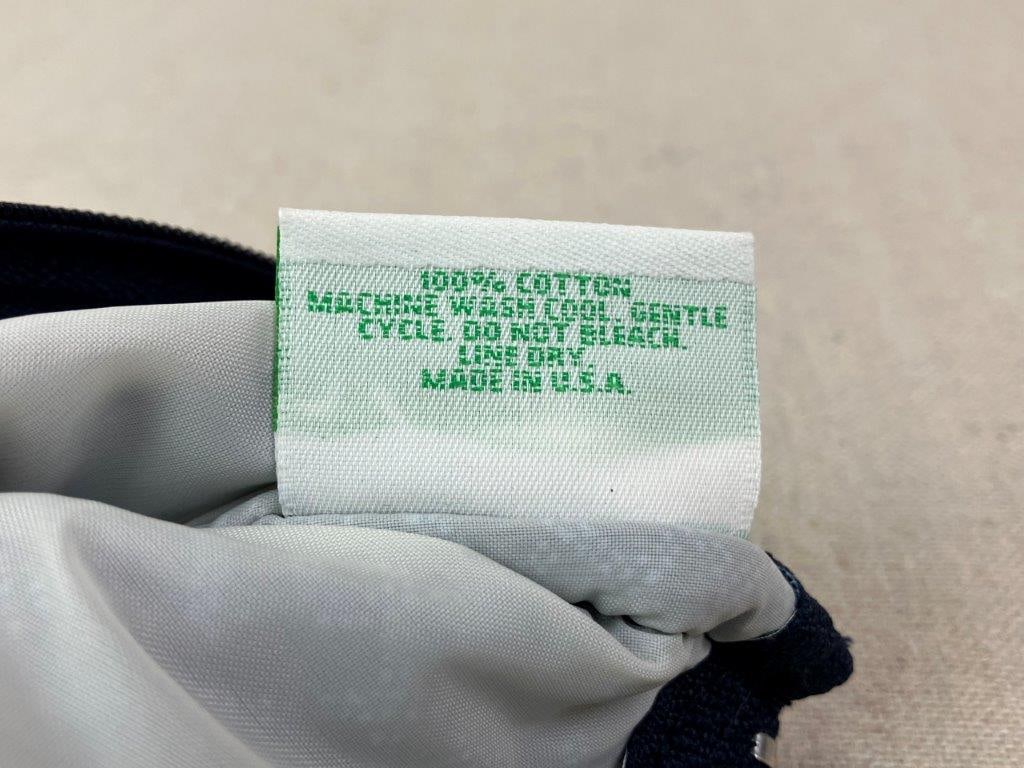 100% COTTON
MACHINE WASH COOL, GENTLE
CYCLE. DO NOT BLEACH.
LINE DRY.
MADE IN U.S.A.